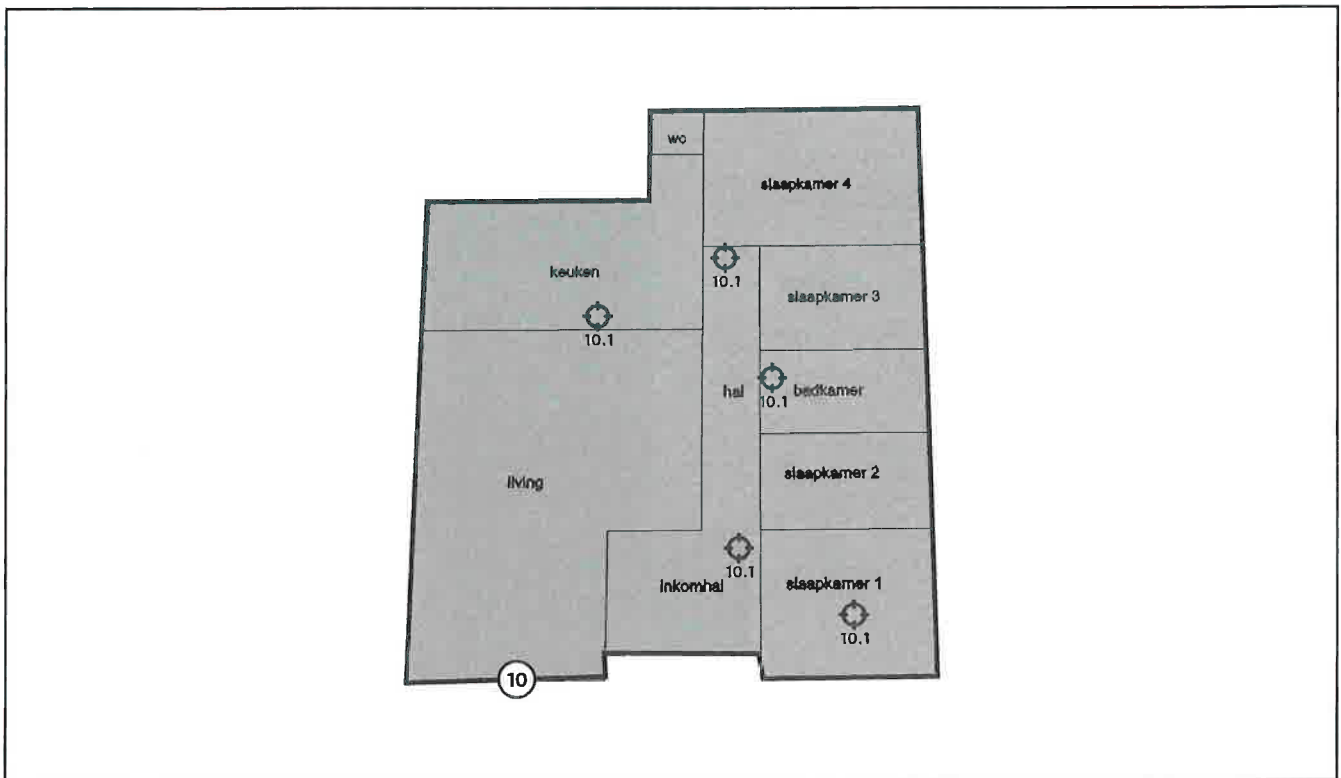 wc
slaapkamer 4
keuken
10.1
slaapkamer 3
10.1
hal
10.1
badkamer
living
slaapkamer 2
10.1
inkomhal
slaapkamer 1
10.1
10